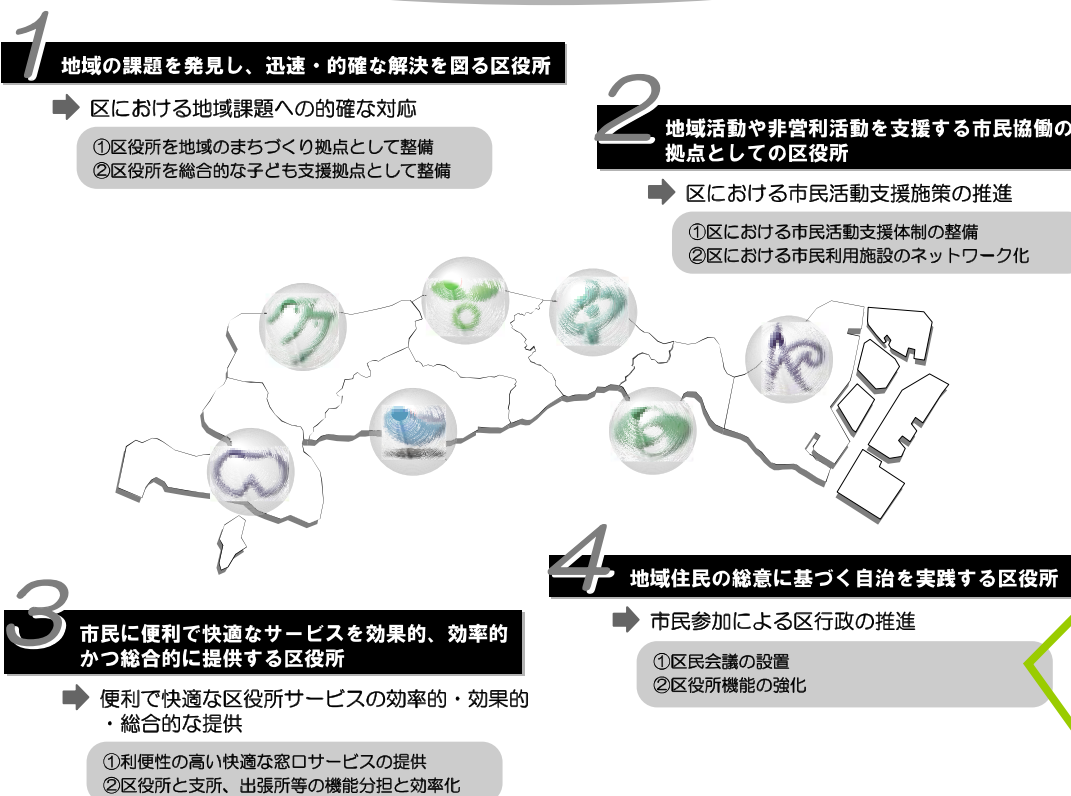 1
地域の課題を発見し、迅速・的確な解決を図る区役所
区における地域課題への的確な対応
①区役所を地域のまちづくり拠点として整備
②区役所を総合的な子ども支援拠点として整備
2
地域活動や非営利活動を支援する市民協働の
拠点としての区役所
区における市民活動支援施策の推進
①区における市民活動支援体制の整備
②区における市民利用施設のネットワーク化
3
市民に便利で快適なサービスを効果的、効率的
かつ総合的に提供する区役所
便利で快適な区役所サービスの効率的・効果的
・総合的な提供
①利便性の高い快適な窓口サービスの提供
②区役所と支所、出張所等の機能分担と効率化
4
地域住民の総意に基づく自治を実践する区役所
市民参加による区行政の推進
①区民会議の設置
②区役所機能の強化